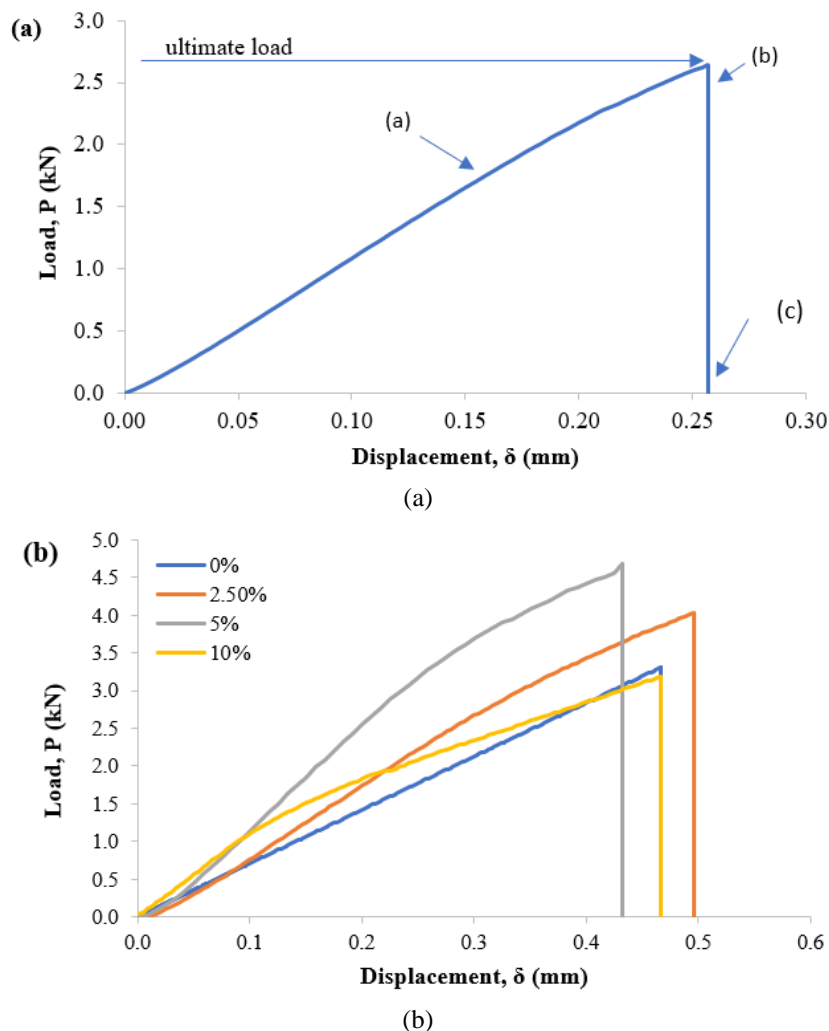 (a)
3.0
ultimate load
(b)
2.5
(a)
2.0
1.5
1.0
(c)
0.5
0.0
0.00 0.05 0.10 0.15 0.20 0.25 0.30
Load, P (kN)
Displacement, δ (mm)
(a)
(b)
5.0
4.5
4.0
3.5
3.0
2.5
2.0
1.5
1.0
0.5
0.0
0%
2.50%
5%
10%
0.0 0.1 0.2 0.3 0.4 0.5 0.6
Load, P (kN)
Displacement, δ (mm)
(b)